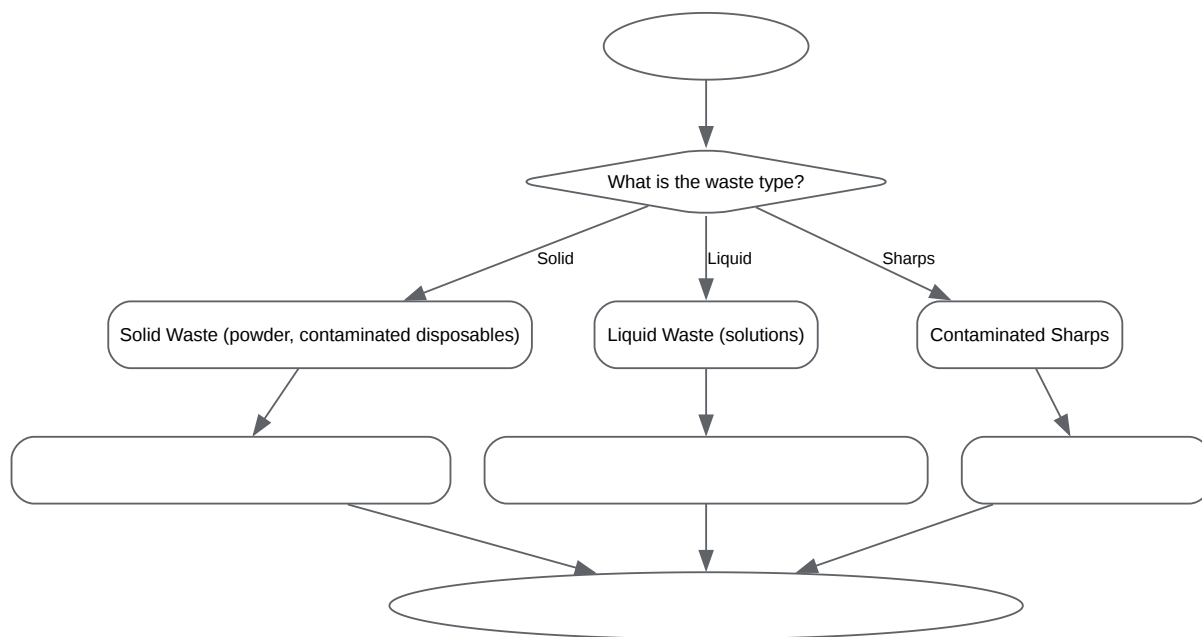 What is the waste type?
Solid
Liquid
Sharps
Solid Waste (powder, contaminated disposables)
Liquid Waste (solutions)
Contaminated Sharps